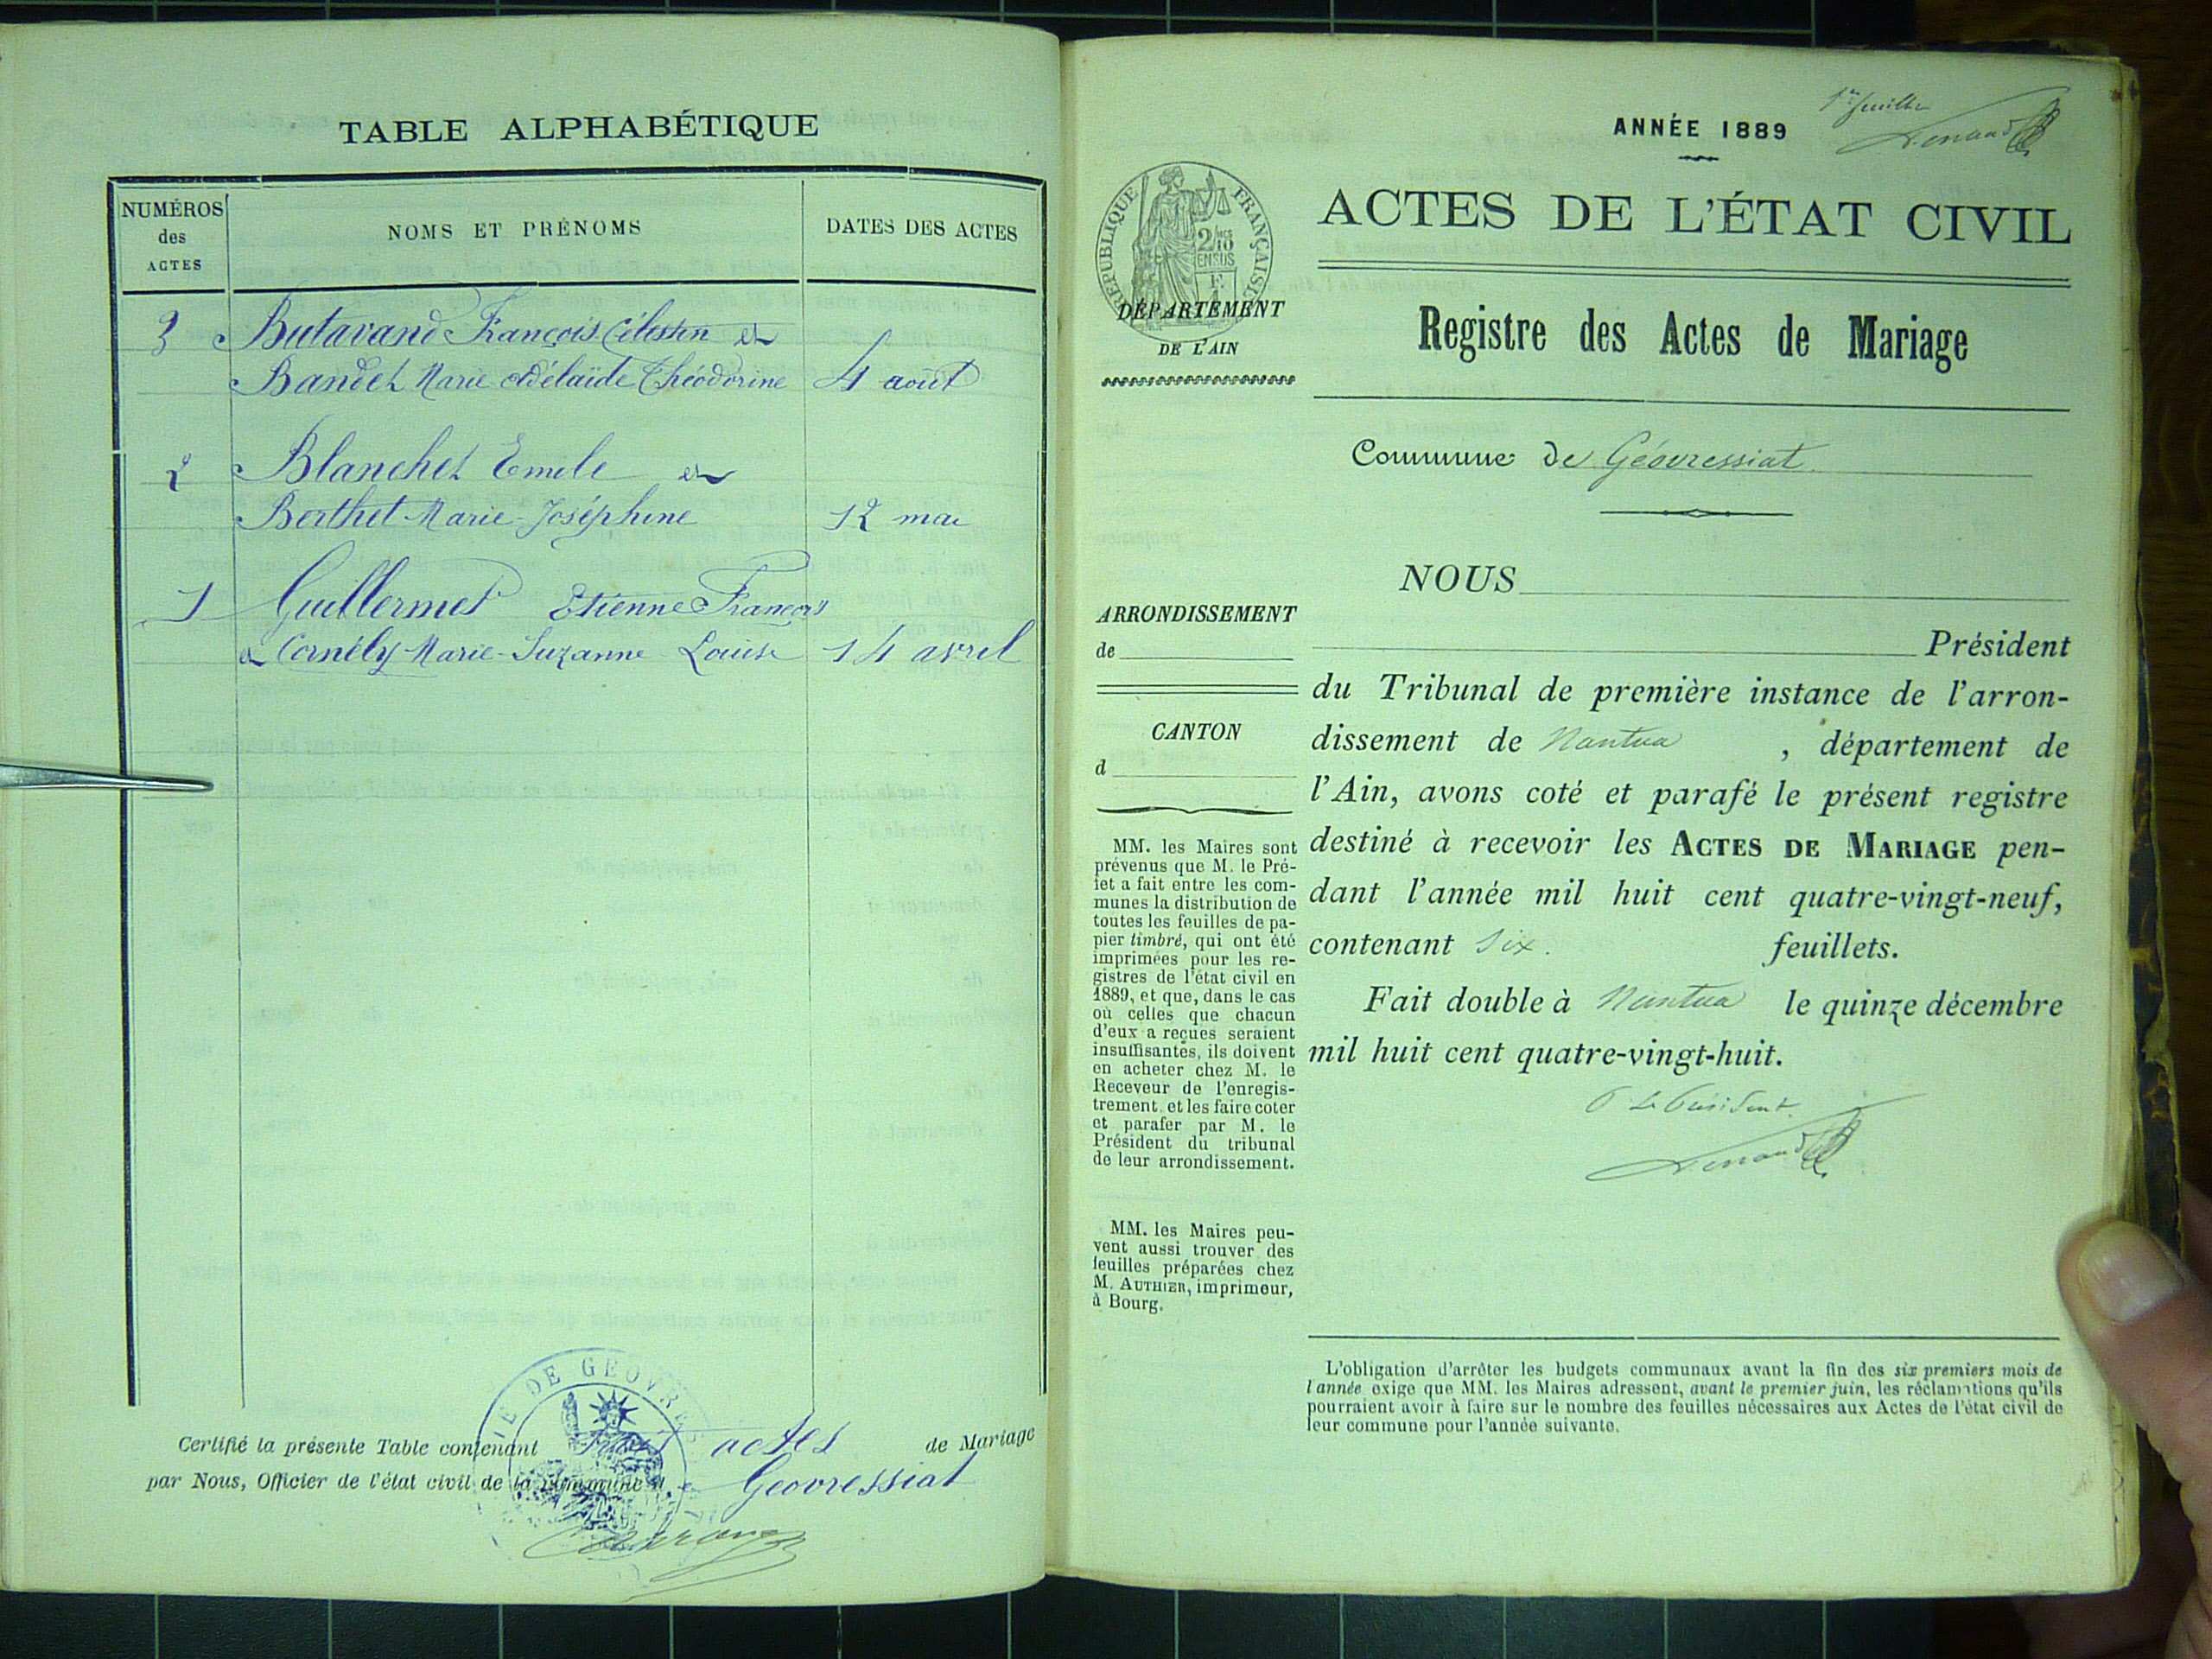 TABLE ALPHABÉTIQUE
NUMÉROS
des
ACTES
NOMS ET PRÉNOMS
DATES DES ACTES
3 Butavand François Célestin et
Bandet Marie Adélaïde Théodorine 4 août
2 Blanchet Emile et
Berthet Marie-Joséphine 12 mai
1 Guillermet Etienne François
et Cornély Marie-Suzanne Louise 14 avril
DE GEOVRE
Certifié la présente Table contenant trois actes de Mariage
par Nous, Officier de l'état civil de la commune d Geovressiat
1er feuillet
ANNÉE 1889
RÉPUBLIQUE FRANÇAISE
2/10
EN SUS
ACTES DE L'ÉTAT CIVIL
DÉPARTEMENT
DE L'AIN
Registre des Actes de Mariage
Commune de Géovressiat
NOUS
ARRONDISSEMENT
de
Président
du Tribunal de première instance de l'arron-
CANTON
d
dissement de Nantua, département de
l'Ain, avons coté et parafé le présent registre
destiné à recevoir les ACTES DE MARIAGE pen-
dant l'année mil huit cent quatre-vingt-neuf,
contenant six. feuillets.
Fait double à Nantua le quinze décembre
mil huit cent quatre-vingt-huit.
P. Le Président
MM. les Maires sont
prévenus que M. le Pré-
fet a fait entre les com-
munes la distribution de
toutes les feuilles de pa-
pier timbré, qui ont été
imprimées pour les re-
gistres de l'état civil en
1889, et que, dans le cas
où celles que chacun
d'eux a reçues seraient
insuffisantes, ils doivent
en acheter chez M. le
Receveur de l'enregis-
trement et les faire coter
et parafer par M. le
Président du tribunal
de leur arrondissement.
MM. les Maires peu-
vent aussi trouver des
feuilles préparées chez
M. AUTHIER, imprimeur,
à Bourg.
L'obligation d'arrêter les budgets communaux avant la fin des six premiers mois de
l'année exige que MM. les Maires adressent, avant le premier juin, les réclamations qu'ils
pourraient avoir à faire sur le nombre des feuilles nécessaires aux Actes de l'état civil de
leur commune pour l'année suivante.